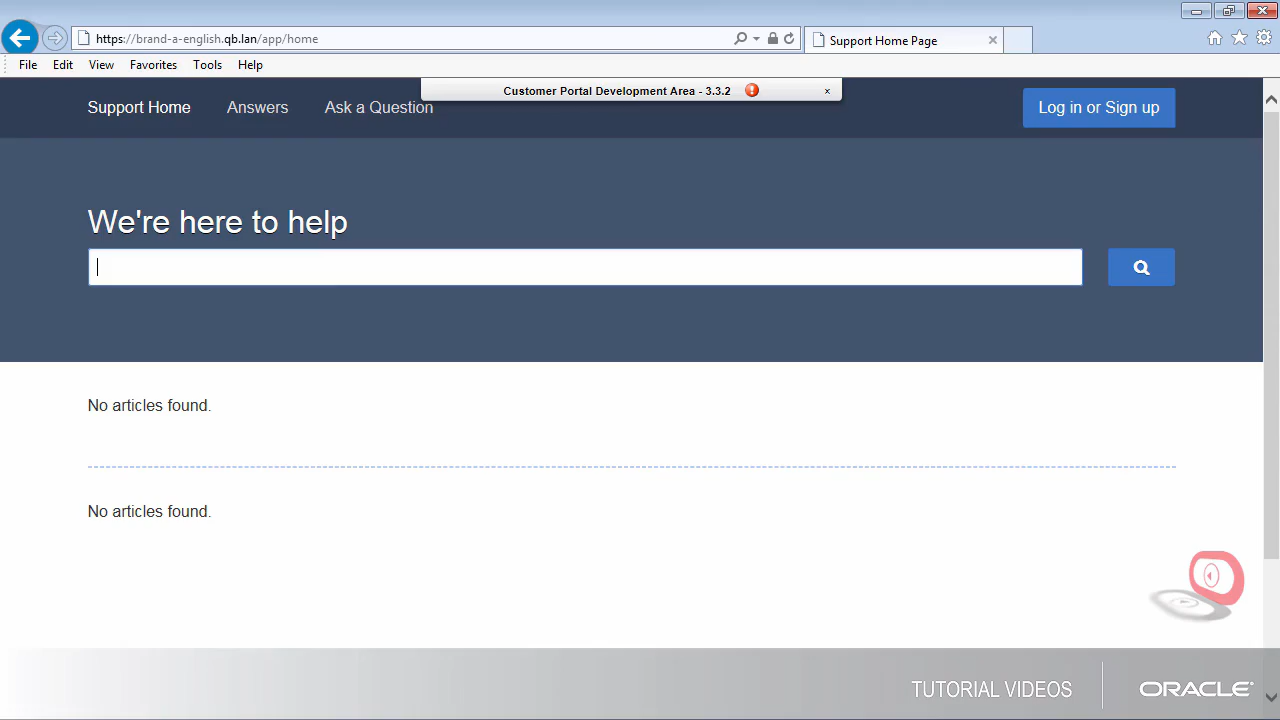 https://brand-a-english.qb.lan/app/home
Support Home Page
File Edit View Favorites Tools Help
Customer Portal Development Area - 3.3.2
Support Home Answers Ask a Question Log in or Sign up
We're here to help
No articles found.
No articles found.
TUTORIAL VIDEOS ORACLE®